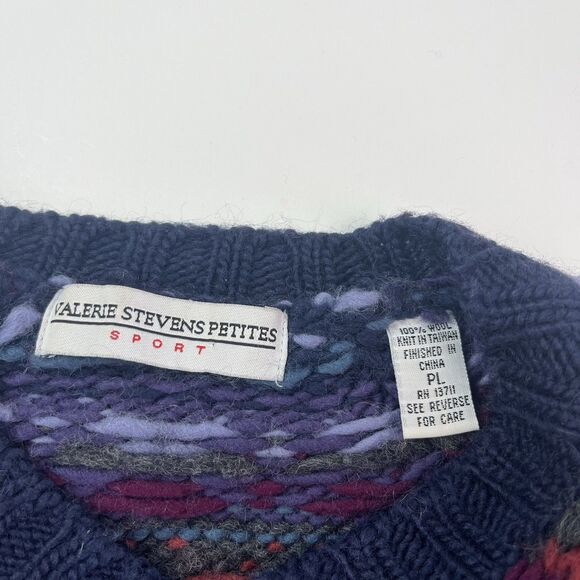 VALERIE STEVENS PETITES
SPORT
100% WOOL
KNIT IN TAIWAN
FINISHED IN
CHINA
PL
RN 13711
SEE REVERSE
FOR CARE